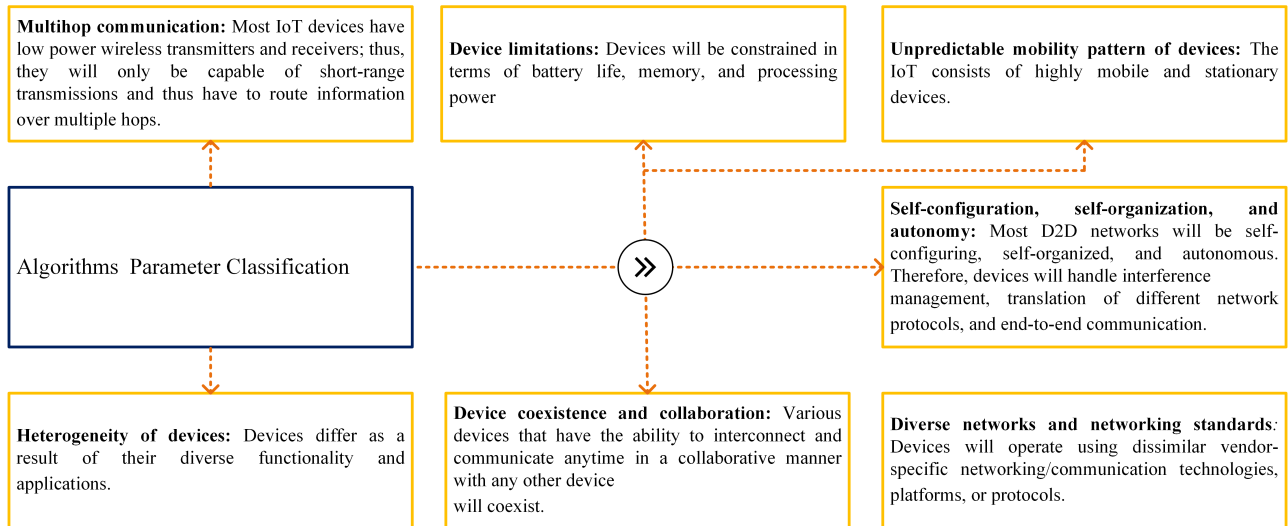 Multihop communication: Most IoT devices have
low power wireless transmitters and receivers; thus,
they will only be capable of short-range
transmissions and thus have to route information
over multiple hops.
Device limitations: Devices will be constrained in
terms of battery life, memory, and processing
power
Unpredictable mobility pattern of devices: The
IoT consists of highly mobile and stationary
devices.
Algorithms Parameter Classification
Self-configuration, self-organization, and
autonomy: Most D2D networks will be self-
configuring, self-organized, and autonomous.
Therefore, devices will handle interference
management, translation of different network
protocols, and end-to-end communication.
Heterogeneity of devices: Devices differ as a
result of their diverse functionality and
applications.
Device coexistence and collaboration: Various
devices that have the ability to interconnect and
communicate anytime in a collaborative manner
with any other device
will coexist.
Diverse networks and networking standards:
Devices will operate using dissimilar vendor-
specific networking/communication technologies,
platforms, or protocols.